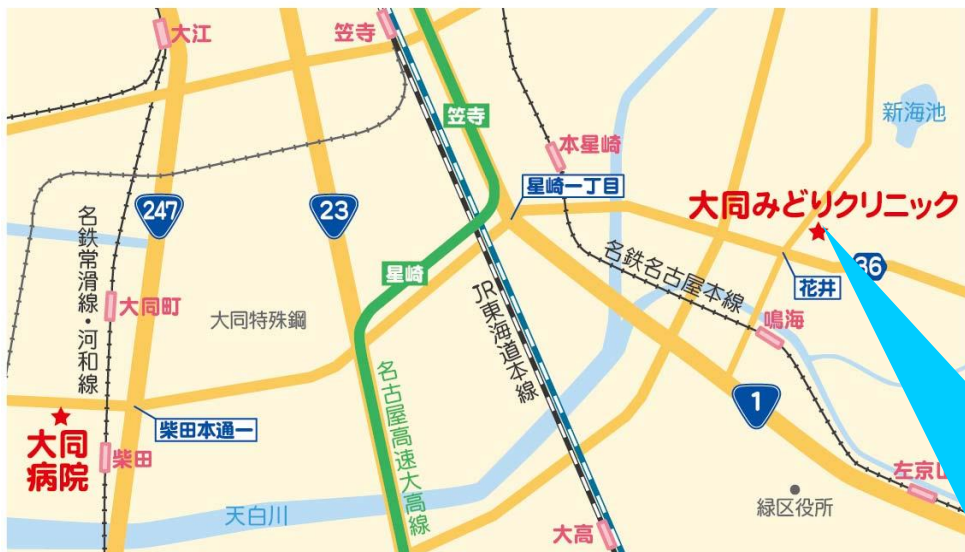 大江
笠寺
笠寺
新海池
本星崎
星崎一丁目
247
23
大同みどりクリニック
名鉄常滑線・河和線
星崎
名鉄名古屋本線
花井
大同町
大同特殊鋼
JR東海道本線
鳴海
名古屋高速大高線
1
大同
病院
柴田本通一
柴田
左京
緑区役所
天白川
大高